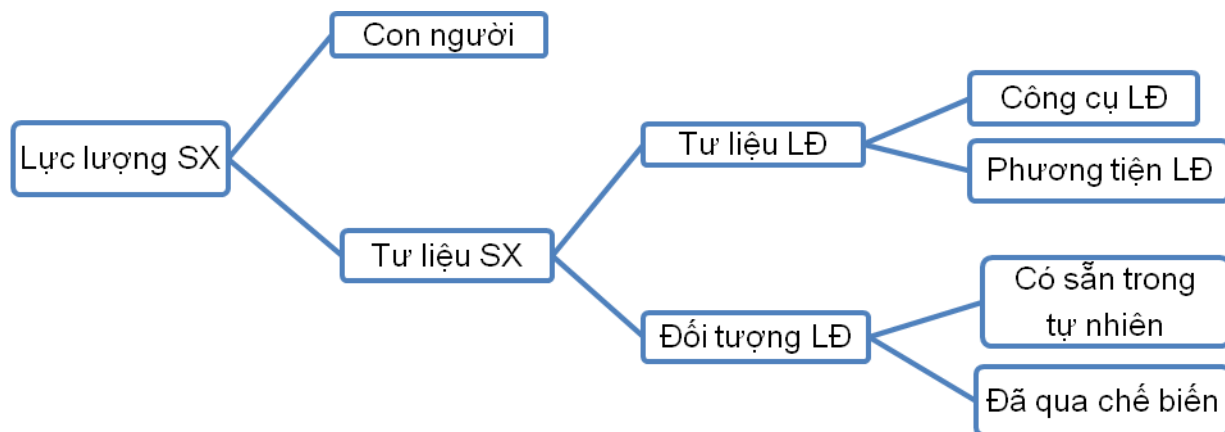 Con người
Công cụ LĐ
Tư liệu LĐ
Lực lượng SX
Phương tiện LĐ
Tư liệu SX
Có sẵn trong
tự nhiên
Đối tượng LĐ
Đã qua chế biến